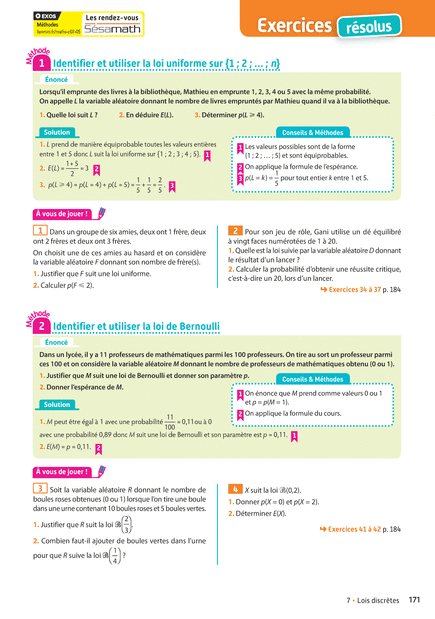 EXOS
Méthodes
lienmini.fr/maths-s01-05
Les rendez-vous
Sésamath
Exercices résolus
Méthode
1 Identifier et utiliser la loi uniforme sur {1 ; 2 ; … ; n}
Énoncé
Lorsqu'il emprunte des livres à la bibliothèque, Mathieu en emprunte 1, 2, 3, 4 ou 5 avec la même probabilité.
On appelle L la variable aléatoire donnant le nombre de livres empruntés par Mathieu quand il va à la bibliothèque.
1. Quelle loi suit L ? 2. En déduire E(L). 3. Déterminer p(L ⩾ 4).
Solution
1. L prend de manière équiprobable toutes les valeurs entières
entre 1 et 5 donc L suit la loi uniforme sur {1 ; 2 ; 3 ; 4 ; 5}. 1
2. E(L) = (1 + 5)/2 = 3 2
3. p(L ⩾ 4) = p(L = 4) + p(L = 5) = 1/5 + 1/5 = 2/5. 3
Conseils & Méthodes
1 Les valeurs possibles sont de la forme
{1 ; 2 ; … ; 5} et sont équiprobables.
2 On applique la formule de l'espérance.
3 p(L = k) = 1/5 pour tout entier k entre 1 et 5.
À vous de jouer !
1 Dans un groupe de six amies, deux ont 1 frère, deux
ont 2 frères et deux ont 3 frères.
On choisit une de ces amies au hasard et on considère
la variable aléatoire F donnant son nombre de frère(s).
1. Justifier que F suit une loi uniforme.
2. Calculer p(F ⩽ 2).
2 Pour son jeu de rôle, Gani utilise un dé équilibré
à vingt faces numérotées de 1 à 20.
1. Quelle est la loi suivie par la variable aléatoire D donnant
le résultat d'un lancer ?
2. Calculer la probabilité d'obtenir une réussite critique,
c'est-à-dire un 20, lors d'un lancer.
Exercices 34 à 37 p. 184
Méthode
2 Identifier et utiliser la loi de Bernoulli
Énoncé
Dans un lycée, il y a 11 professeurs de mathématiques parmi les 100 professeurs. On tire au sort un professeur parmi
ces 100 et on considère la variable aléatoire M donnant le nombre de professeurs de mathématiques obtenu (0 ou 1).
1. Justifier que M suit une loi de Bernoulli et donner son paramètre p.
2. Donner l'espérance de M.
Solution
1. M peut être égal à 1 avec une probabilité 11/100 = 0,11 ou à 0
avec une probabilité 0,89 donc M suit une loi de Bernoulli et son paramètre est p = 0,11. 1
2. E(M) = p = 0,11. 2
Conseils & Méthodes
1 On énonce que M prend comme valeurs 0 ou 1
et p = p(M = 1).
2 On applique la formule du cours.
À vous de jouer !
3 Soit la variable aléatoire R donnant le nombre de
boules roses obtenues (0 ou 1) lorsque l'on tire une boule
dans une urne contenant 10 boules roses et 5 boules vertes.
1. Justifier que R suit la loi ℬ(2/3).
2. Combien faut-il ajouter de boules vertes dans l'urne
pour que R suive la loi ℬ(1/4) ?
4 X suit la loi ℬ(0,2).
1. Donner p(X = 0) et p(X = 2).
2. Déterminer E(X).
Exercices 41 à 42 p. 184
7 • Lois discrètes 171